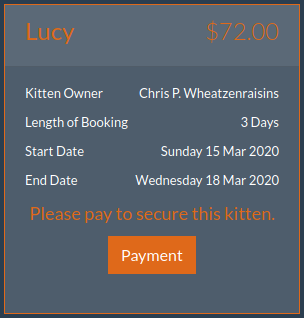 Lucy $72.00
Kitten Owner Chris P. Wheatzenraisins
Length of Booking 3 Days
Start Date Sunday 15 Mar 2020
End Date Wednesday 18 Mar 2020
Please pay to secure this kitten.
Payment